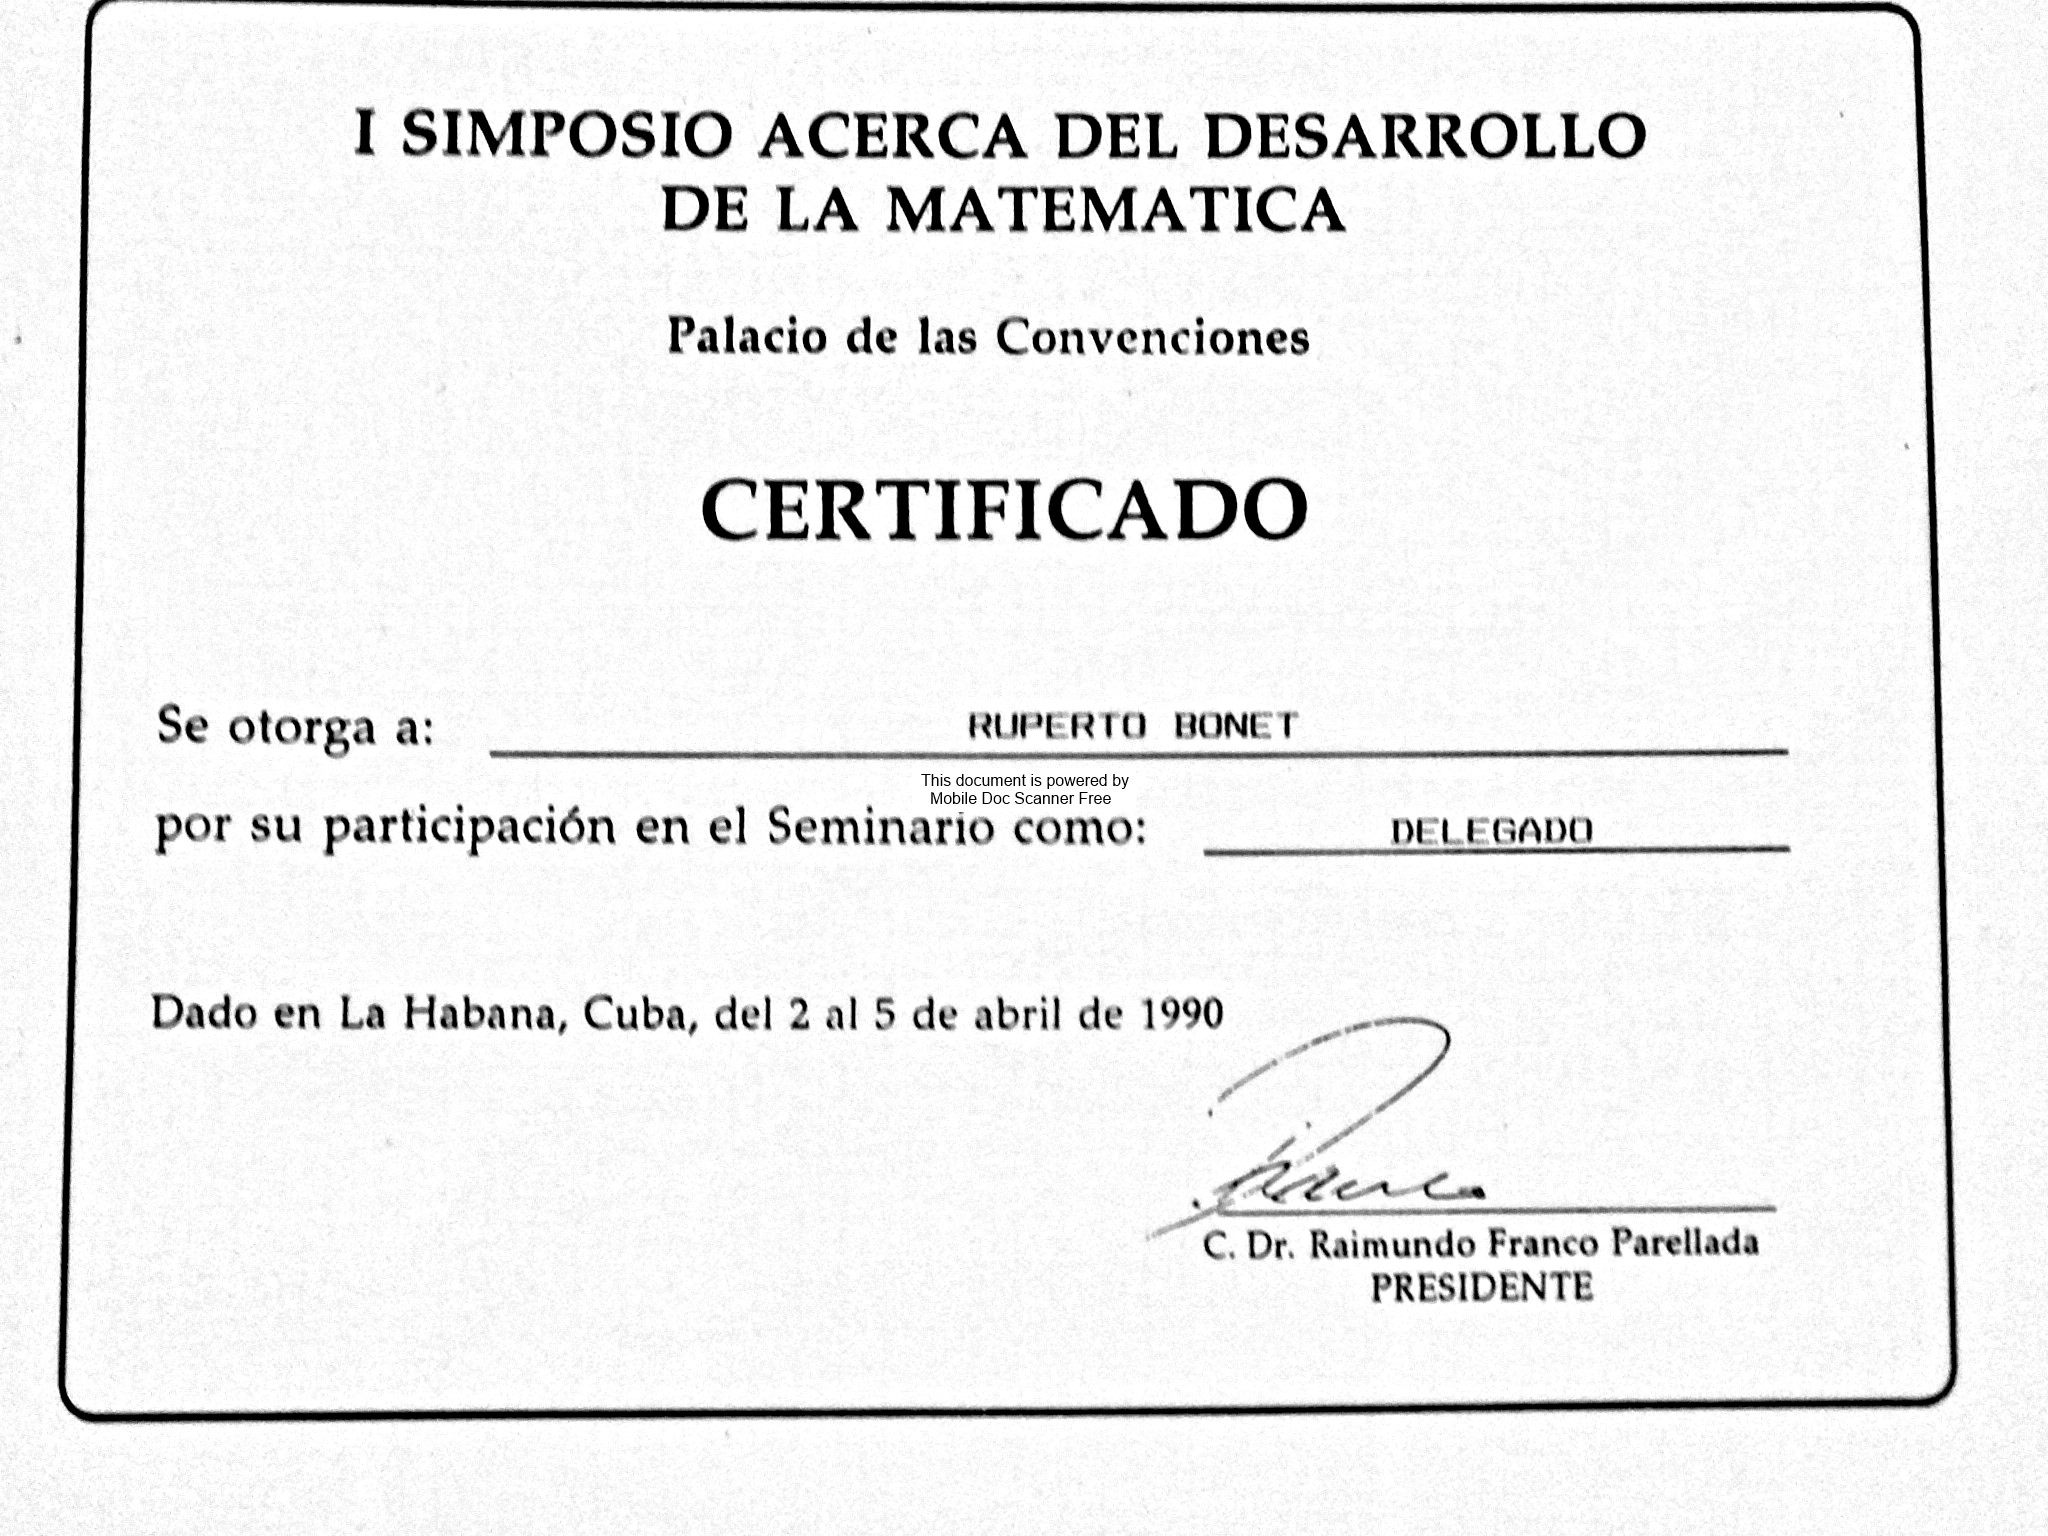 I SIMPOSIO ACERCA DEL DESARROLLO
DE LA MATEMATICA
Palacio de las Convenciones
CERTIFICADO
Se otorga a: RUPERTO BONET
This document is powered by
Mobile Doc Scanner Free
por su participación en el Seminario como: DELEGADO
Dado en La Habana, Cuba, del 2 al 5 de abril de 1990
C. Dr. Raimundo Franco Parellada
PRESIDENTE